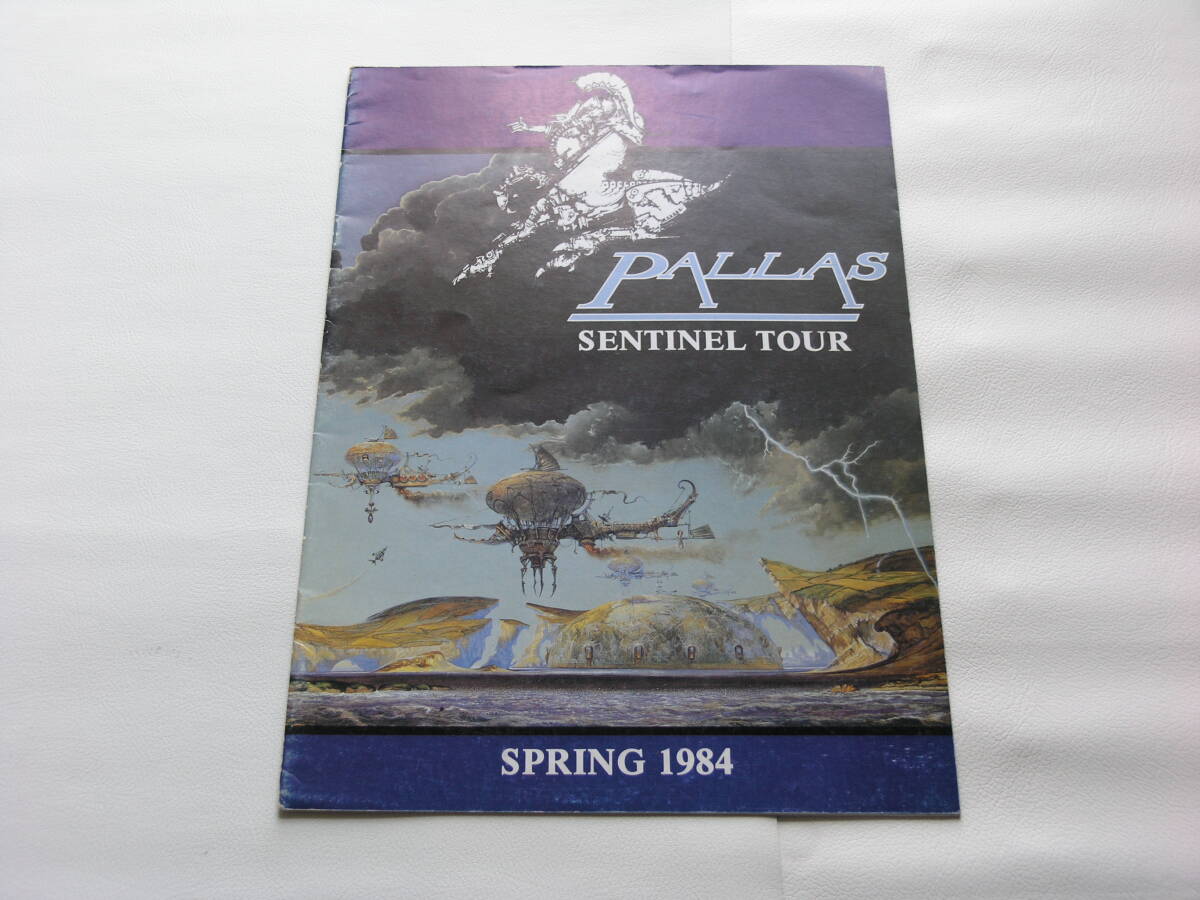 PALLAS
SENTINEL TOUR
SPRING 1984